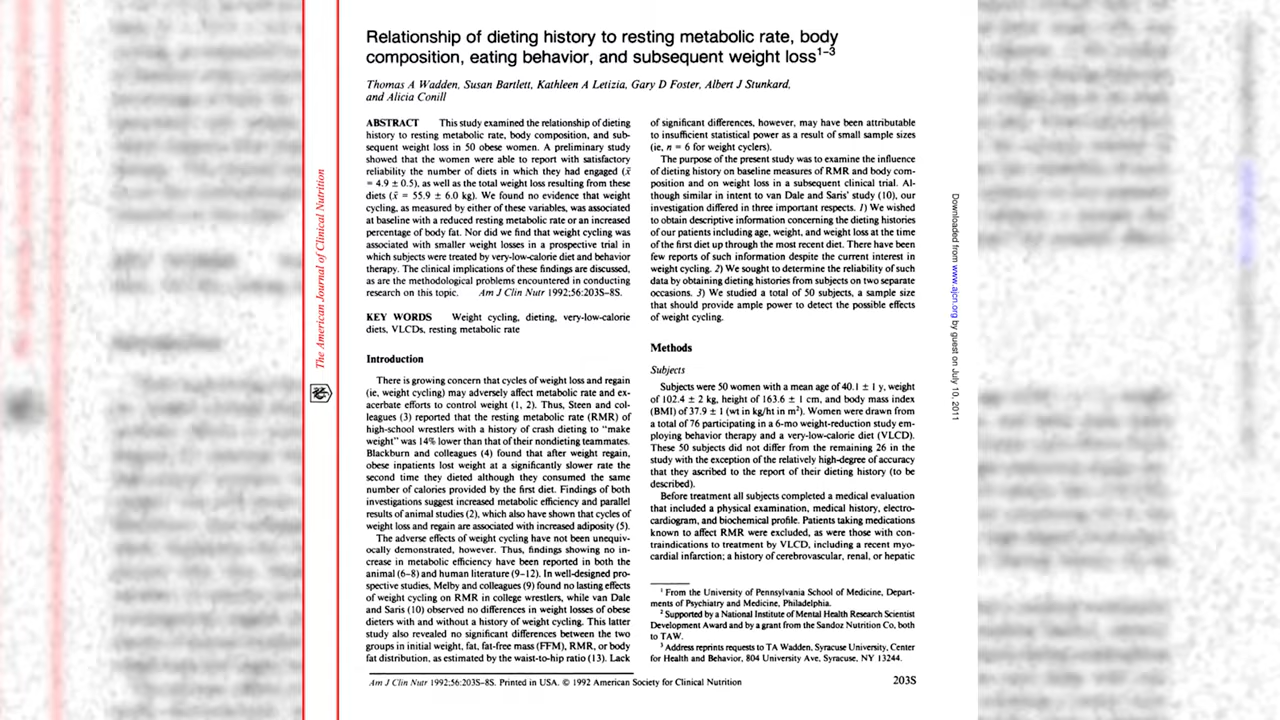 Relationship of dieting history to resting metabolic rate, body
composition, eating behavior, and subsequent weight loss1–3
Thomas A Wadden, Susan Bartlett, Kathleen A Letizia, Gary D Foster, Albert J Stunkard,
and Alicia Conill
ABSTRACT This study examined the relationship of dieting
history to resting metabolic rate, body composition, and sub-
sequent weight loss in 50 obese women. A preliminary study
showed that the women were able to report with satisfactory
reliability the number of diets in which they had engaged (x̄
= 4.9 ± 0.5), as well as the total weight loss resulting from these
diets (x̄ = 55.9 ± 6.0 kg). We found no evidence that weight
cycling, as measured by either of these variables, was associated
at baseline with a reduced resting metabolic rate or an increased
percentage of body fat. Nor did we find that weight cycling was
associated with smaller weight losses in a prospective trial in
which subjects were treated by very-low-calorie diet and behavior
therapy. The clinical implications of these findings are discussed,
as are the methodological problems encountered in conducting
research on this topic. Am J Clin Nutr 1992;56:203S–8S.
KEY WORDS Weight cycling, dieting, very-low-calorie
diets, VLCDs, resting metabolic rate
Introduction
There is growing concern that cycles of weight loss and regain
(ie, weight cycling) may adversely affect metabolic rate and ex-
acerbate efforts to control weight (1, 2). Thus, Steen and col-
leagues (3) reported that the resting metabolic rate (RMR) of
high-school wrestlers with a history of crash dieting to “make
weight” was 14% lower than that of their nondieting teammates.
Blackburn and colleagues (4) found that after weight regain,
obese inpatients lost weight at a significantly slower rate the
second time they dieted although they consumed the same
number of calories provided by the first diet. Findings of both
investigations suggest increased metabolic efficiency and parallel
results of animal studies (2), which also have shown that cycles of
weight loss and regain are associated with increased adiposity (5).
The adverse effects of weight cycling have not been unequiv-
ocally demonstrated, however. Thus, findings showing no in-
crease in metabolic efficiency have been reported in both the
animal (6–8) and human literature (9–12). In well-designed pro-
spective studies, Melby and colleagues (9) found no lasting effects
of weight cycling on RMR in college wrestlers, while van Dale
and Saris (10) observed no differences in weight losses of obese
dieters with and without a history of weight cycling. This latter
study also revealed no significant differences between the two
groups in initial weight, fat, fat-free mass (FFM), RMR, or body
fat distribution, as estimated by the waist-to-hip ratio (13). Lack
of significant differences, however, may have been attributable
to insufficient statistical power as a result of small sample sizes
(ie, n = 6 for weight cyclers).
The purpose of the present study was to examine the influence
of dieting history on baseline measures of RMR and body com-
position and on weight loss in a subsequent clinical trial. Al-
though similar in intent to van Dale and Saris' study (10), our
investigation differed in three important respects. 1) We wished
to obtain descriptive information concerning the dieting histories
of our patients including age, weight, and weight loss at the time
of the first diet up through the most recent diet. There have been
few reports of such information despite the current interest in
weight cycling. 2) We sought to determine the reliability of such
data by obtaining dieting histories from subjects on two separate
occasions. 3) We studied a total of 50 subjects, a sample size
that should provide ample power to detect the possible effects
of weight cycling.
Methods
Subjects
Subjects were 50 women with a mean age of 40.1 ± 1 y, weight
of 102.4 ± 2 kg, height of 163.6 ± 1 cm, and body mass index
(BMI) of 37.9 ± 1 (wt in kg/ht in m2). Women were drawn from
a total of 76 participating in a 6-mo weight-reduction study em-
ploying behavior therapy and a very-low-calorie diet (VLCD).
These 50 subjects did not differ from the remaining 26 in the
study with the exception of the relatively high-degree of accuracy
that they ascribed to the report of their dieting history (to be
described).
Before treatment all subjects completed a medical evaluation
that included a physical examination, medical history, electro-
cardiogram, and biochemical profile. Patients taking medications
known to affect RMR were excluded, as were those with con-
traindications to treatment by VLCD, including a recent myo-
cardial infarction; a history of cerebrovascular, renal, or hepatic
1 From the University of Pennsylvania School of Medicine, Depart-
ments of Psychiatry and Medicine, Philadelphia.
2 Supported by a National Institute of Mental Health Research Scientist
Development Award and by a grant from the Sandoz Nutrition Co, both
to TAW.
3 Address reprints requests to TA Wadden, Syracuse University, Center
for Health and Behavior, 804 University Ave, Syracuse, NY 13244.
Am J Clin Nutr 1992;56:203S–8S. Printed in USA. © 1992 American Society for Clinical Nutrition
203S
The American Journal of Clinical Nutrition
Downloaded from www.ajcn.org by guest on July 10, 2011